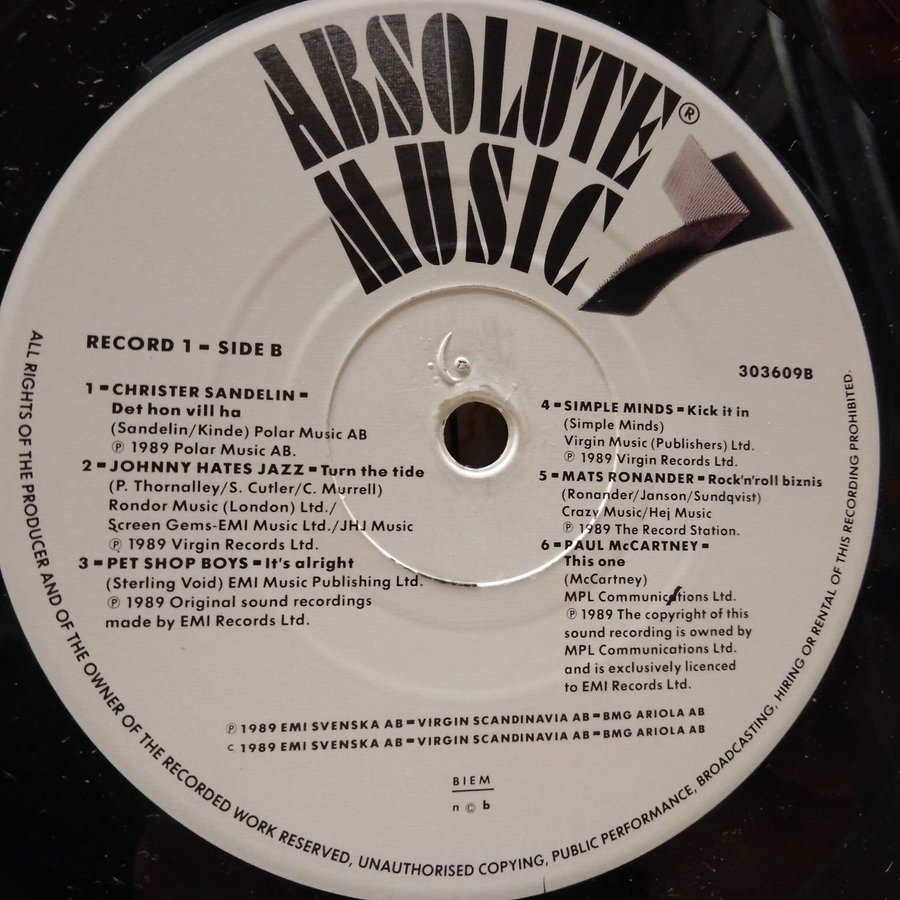 ABSOLUTE®
MUSIC 7
RECORD 1 - SIDE B
303609B
1 - CHRISTER SANDELIN -
Det hon vill ha
(Sandelin/Kinde) Polar Music AB
℗ 1989 Polar Music AB.
2 - JOHNNY HATES JAZZ - Turn the tide
(P. Thornalley/S. Cutler/C. Murrell)
Rondor Music (London) Ltd./
Screen Gems-EMI Music Ltd./JHJ Music
℗ 1989 Virgin Records Ltd.
3 - PET SHOP BOYS - It's alright
(Sterling Void) EMI Music Publishing Ltd.
℗ 1989 Original sound recordings
made by EMI Records Ltd.
4 - SIMPLE MINDS - Kick it in
(Simple Minds)
Virgin Music (Publishers) Ltd.
℗ 1989 Virgin Records Ltd.
5 - MATS RONANDER - Rock'n'roll biznis
(Ronander/Janson/Sundqvist)
Crazy Music/Hej Music
℗ 1989 The Record Station.
6 - PAUL McCARTNEY -
This one
(McCartney)
MPL Communications Ltd.
℗ 1989 The copyright of this
sound recording is owned by
MPL Communications Ltd.
and is exclusively licenced
to EMI Records Ltd.
℗ 1989 EMI SVENSKA AB - VIRGIN SCANDINAVIA AB - BMG ARIOLA AB
c 1989 EMI SVENSKA AB - VIRGIN SCANDINAVIA AB - BMG ARIOLA AB
BIEM
n © b
ALL RIGHTS OF THE PRODUCER AND OF THE OWNER OF THE RECORDED WORK RESERVED, UNAUTHORISED COPYING, PUBLIC PERFORMANCE, BROADCASTING, HIRING OR RENTAL OF THIS RECORDING PROHIBITED.